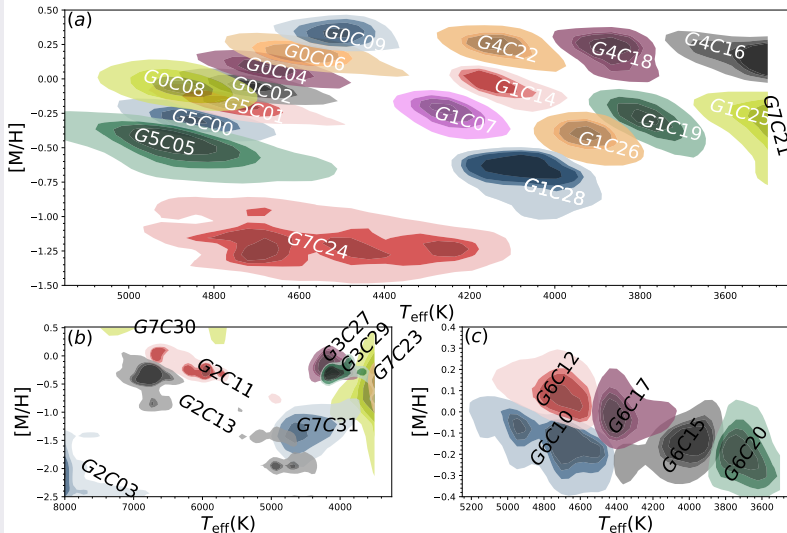 (a)
G0C09
G0C06
G0C04
G0C02
G0C08
G5C01
G5C00
G5C05
G4C22
G4C18
G4C16
G1C14
G1C07
G1C19
G1C26
G1C25
G7C21
G1C28
G7C24
0.50
0.25
0.00
−0.25
−0.50
−0.75
−1.00
−1.25
−1.50
[M/H]
5000 4800 4600 4400 4200 4000 3800 3600
Teff(K)
(b)
G7C30
G2C11
G2C13
G2C03
G3C27
G3C29
G7C23
G7C31
0.5
0.0
−0.5
−1.0
−1.5
−2.0
−2.5
[M/H]
8000 7000 6000 5000 4000
Teff(K)
(c)
G6C12
G6C17
G6C10
G6C15
G6C20
0.4
0.3
0.2
0.1
0.0
−0.1
−0.2
−0.3
−0.4
[M/H]
5200 5000 4800 4600 4400 4200 4000 3800 3600
Teff(K)